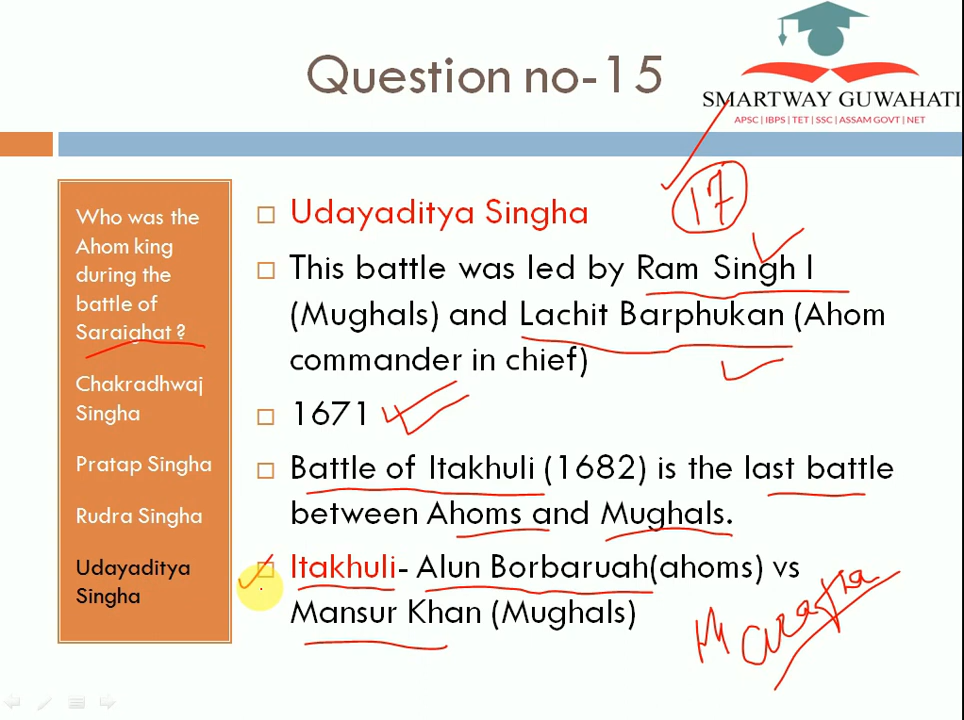 Question no-15
SMARTWAY GUWAHATI
APSC | IBPS | TET | SSC | ASSAM GOVT | NET
Who was the
Ahom king
during the
battle of
Saraighat ?
Chakradhwaj
Singha
Pratap Singha
Rudra Singha
Udayaditya
Singha
17
Udayaditya Singha
This battle was led by Ram Singh I
(Mughals) and Lachit Barphukan (Ahom
commander in chief)
1671
Battle of Itakhuli (1682) is the last battle
between Ahoms and Mughals.
Itakhuli- Alun Borbaruah(ahoms) vs
Mansur Khan (Mughals)